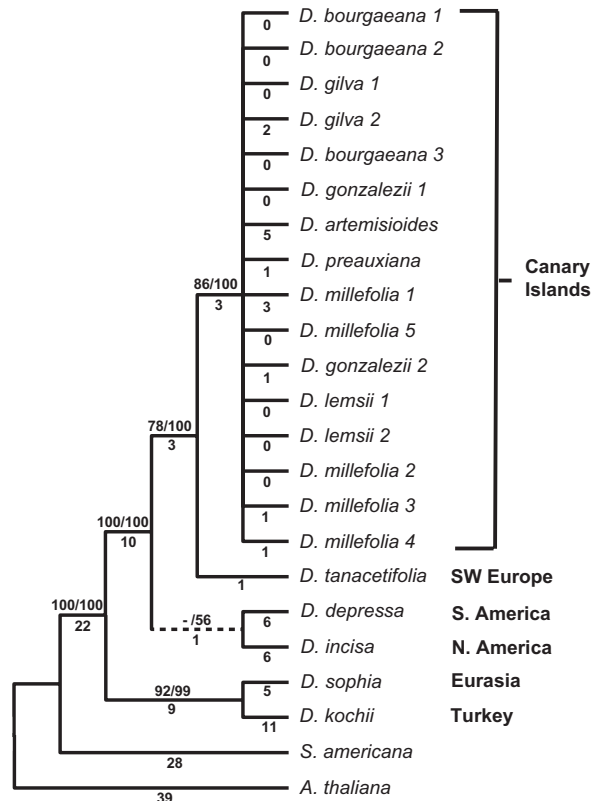 D. bourgaeana 1
0
D. bourgaeana 2
0
D. gilva 1
0
D. gilva 2
2
D. bourgaeana 3
0
D. gonzalezii 1
0
D. artemisioides
5
D. preauxiana
1
Canary
Islands
86/100
3
D. millefolia 1
3
D. millefolia 5
0
D. gonzalezii 2
1
D. lemsii 1
0
D. lemsii 2
0
78/100
3
D. millefolia 2
0
D. millefolia 3
1
D. millefolia 4
1
100/100
10
D. tanacetifolia SW Europe
1
D. depressa S. America
6
- /56
1
D. incisa N. America
6
100/100
22
D. sophia Eurasia
5
92/99
9
D. kochii Turkey
11
S. americana
28
A. thaliana
39